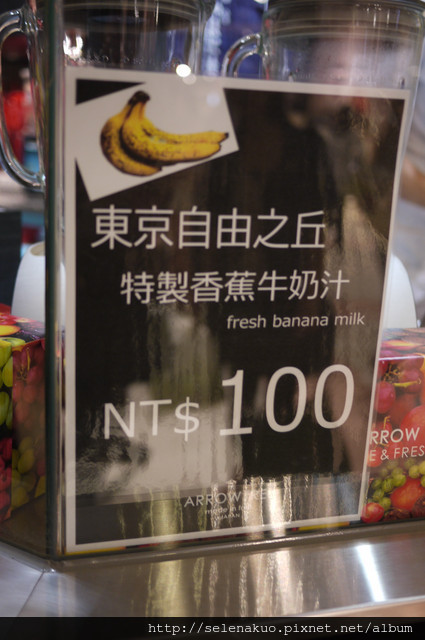 東京自由之丘
特製香蕉牛奶汁
fresh banana milk
NT$ 100
ARROW
RROW
E & FRES
http://selenakuo.pixnet.net/album